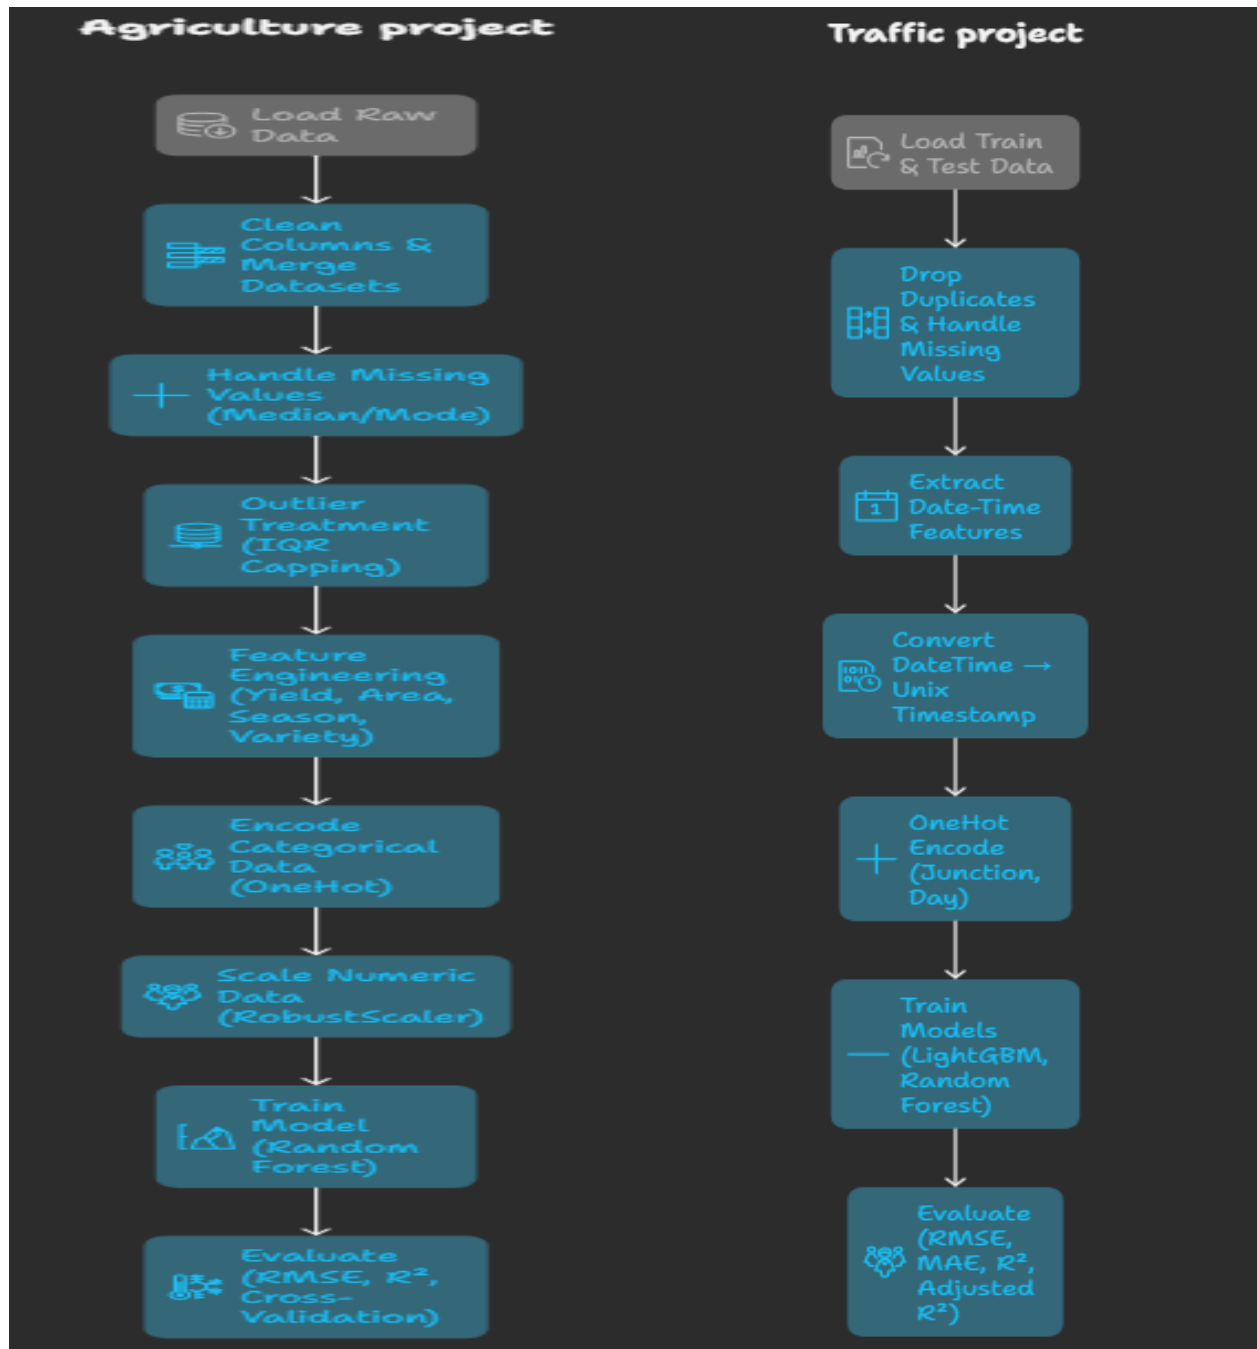 Agriculture project
Load Raw
Data
Clean
Columns &
Merge
Datasets
Handle Missing
Values
(Median/Mode)
Outlier
Treatment
(IQR
Capping)
Feature
Engineering
(Yield, Area,
Season,
Variety)
Encode
Categorical
Data
(OneHot)
Scale Numeric
Data
(RobustScaler)
Train
Model
(Random
Forest)
Evaluate
(RMSE, R²,
Cross-
Validation)
Traffic project
Load Train
& Test Data
Drop
Duplicates
& Handle
Missing
Values
1
Extract
Date-Time
Features
Convert
DateTime →
Unix
Timestamp
OneHot
Encode
(Junction,
Day)
Train
Models
(LightGBM,
Random
Forest)
Evaluate
(RMSE,
MAE, R²,
Adjusted
R²)